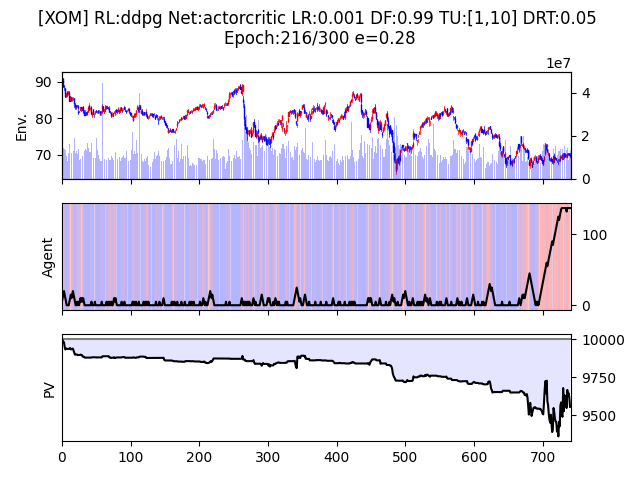 [XOM] RL:ddpg Net:actorcritic LR:0.001 DF:0.99 TU:[1,10] DRT:0.05
Epoch:216/300 e=0.28
1e7
90
80
70
Env.
4
2
0
Agent
100
0
PV
10000
9750
9500
0 100 200 300 400 500 600 700